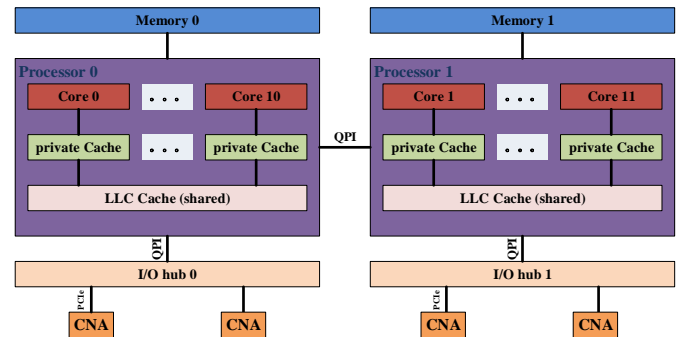 Memory 0
Memory 1
Processor 0
Core 0
. . .
Core 10
private Cache
. . .
private Cache
LLC Cache (shared)
QPI
Processor 1
Core 1
. . .
Core 11
private Cache
. . .
private Cache
LLC Cache (shared)
QPI
QPI
I/O hub 0
I/O hub 1
PCIe
PCIe
CNA
CNA
CNA
CNA